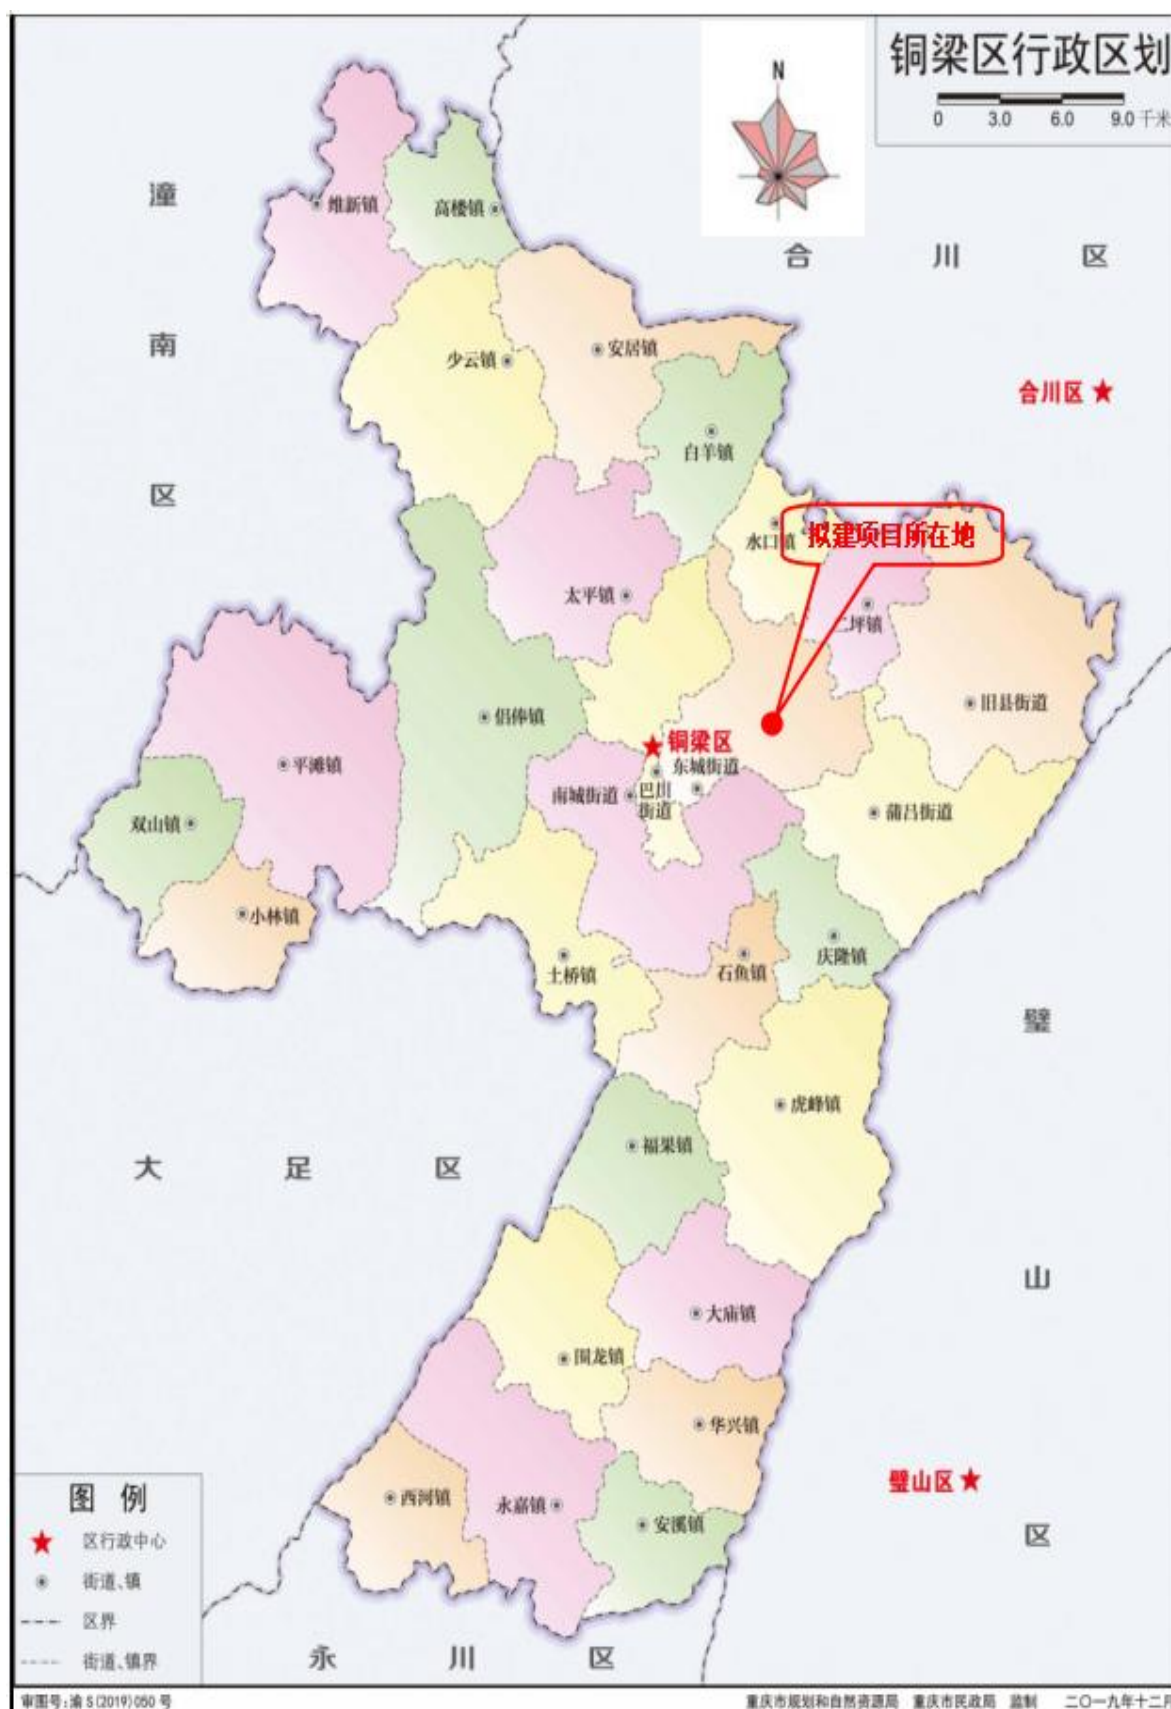 铜梁区行政区划
0 3.0 6.0 9.0 千米
N
潼
南
区
合 川 区
维新镇
高楼镇
少云镇
安居镇
合川区
白羊镇
水口镇
拟建项目所在地
太平镇
二坪镇
侣俸镇
旧县街道
铜梁区
东城街道
平滩镇
南城街道
巴川
街道
蒲吕街道
双山镇
小林镇
土桥镇
石鱼镇
庆隆镇
璧
山
区
虎峰镇
福果镇
大 足 区
大庙镇
围龙镇
华兴镇
璧山区
西河镇
永嘉镇
安溪镇
图 例
区行政中心
街道、镇
区界
街道、镇界
永 川 区
审图号:渝S(2019)050号
重庆市规划和自然资源局 重庆市民政局 监制 二〇一九年十二月